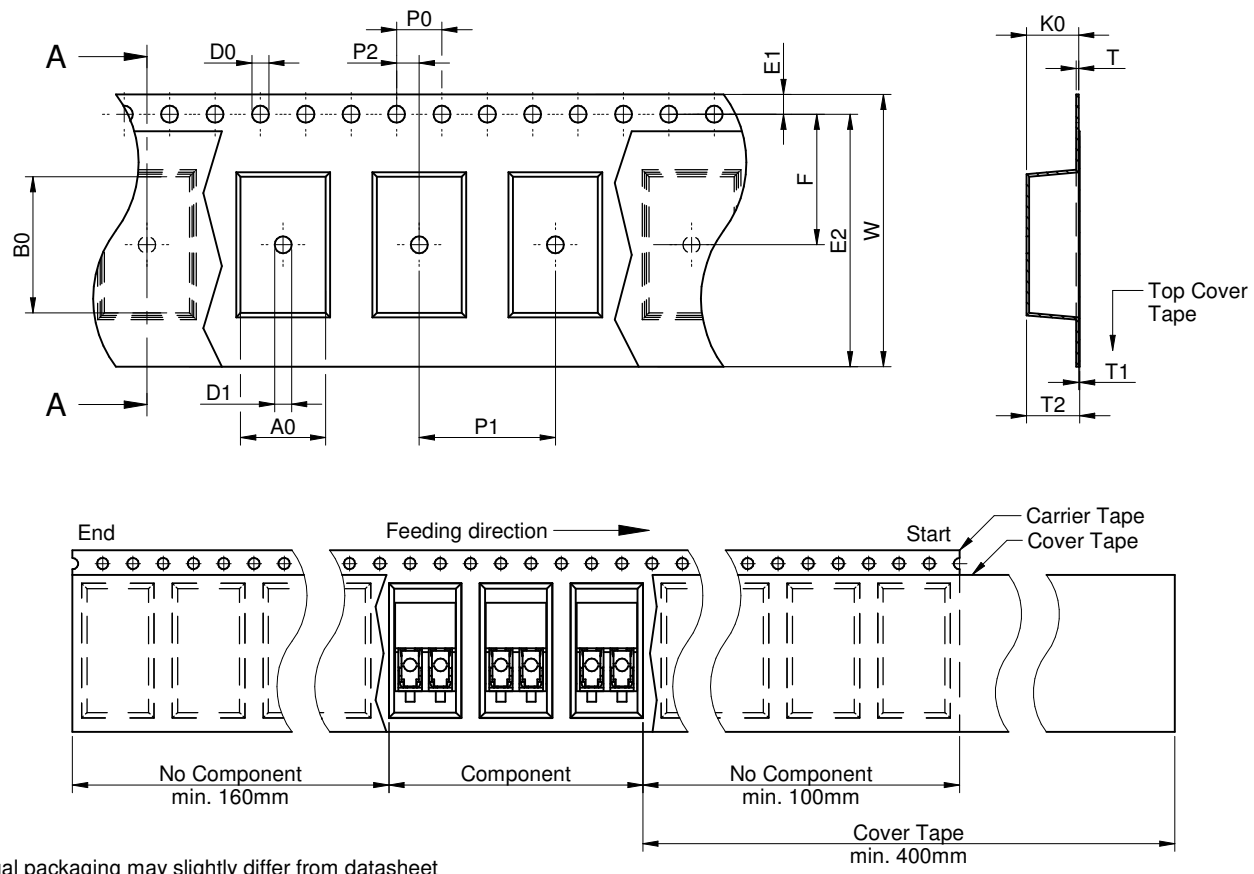 P0
K0
A
D0
P2
E1
T
F
B0
E2
W
Top Cover
Tape
D1
T1
A
A0
P1
T2
End
Feeding direction
Start
Carrier Tape
Cover Tape
No Component
min. 160mm
Component
No Component
min. 100mm
Cover Tape
min. 400mm
packaging may slightly differ from datasheet